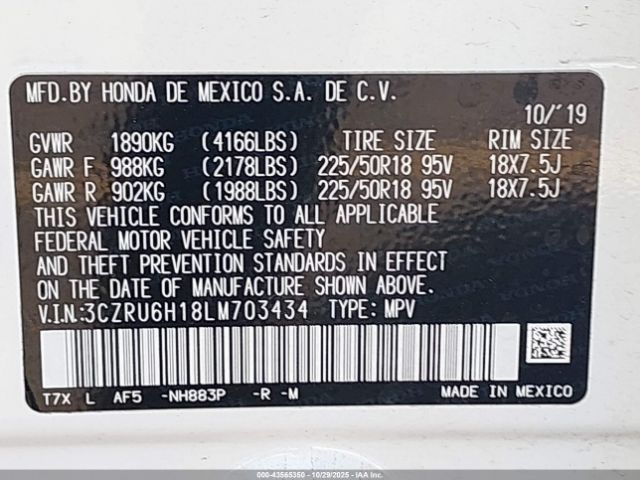 MFD.BY HONDA DE MEXICO S.A. DE C.V.
10/'19
GVWR 1890KG (4166LBS) TIRE SIZE RIM SIZE
GAWR F 988KG (2178LBS) 225/50R18 95V 18X7.5J
GAWR R 902KG (1988LBS) 225/50R18 95V 18X7.5J
THIS VEHICLE CONFORMS TO ALL APPLICABLE
FEDERAL MOTOR VEHICLE SAFETY
AND THEFT PREVENTION STANDARDS IN EFFECT
ON THE DATE OF MANUFACTURE SHOWN ABOVE.
V.I.N.:3CZRU6H18LM703434 TYPE: MPV
T7X L AF5 -NH883P -R -M MADE IN MEXICO
000-43565350 (10/29/2025) COPART